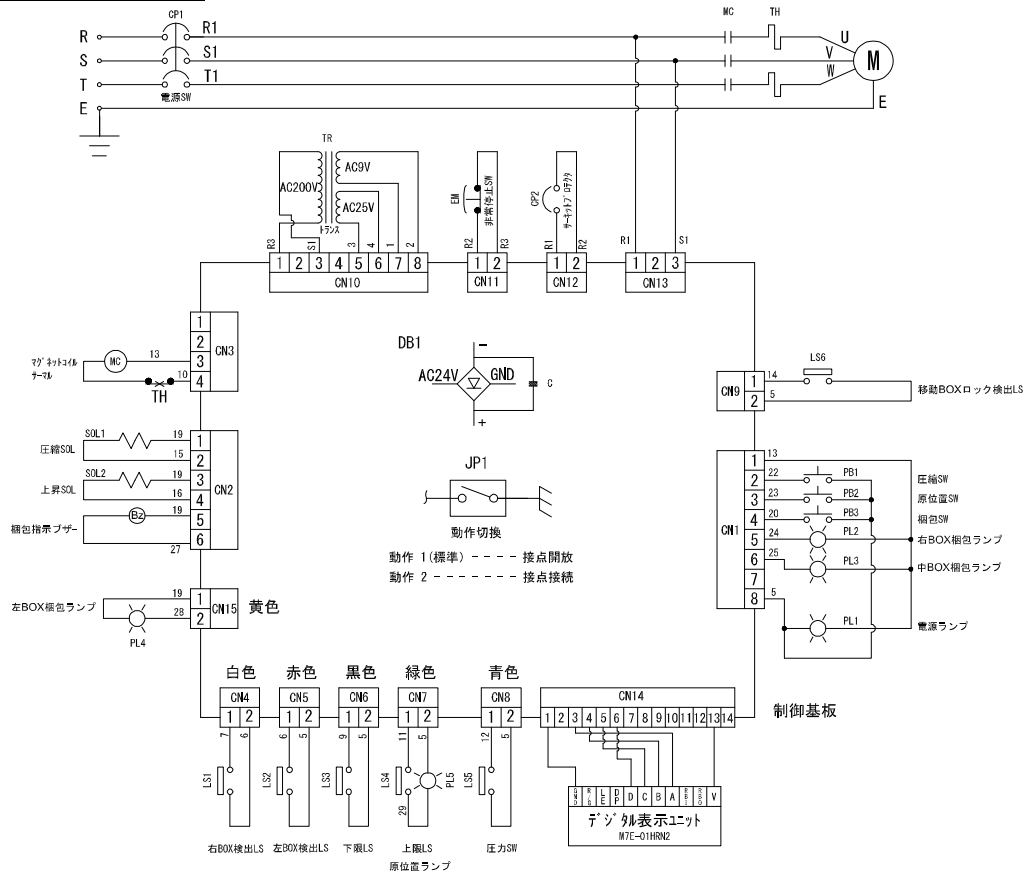 CP1 MC TH
R R1 U
S S1 V M
T T1 W
電源SW
E E
TR
AC200V AC9V
AC25V
トランス
EM 非常停止SW
CP2 サーキットプロテクタ
R3 S1 3 4 1 2
R2 R3
R1 R2
R1 S1
1 2 3 4 5 6 7 8
CN10
1 2
CN11
1 2
CN12
1 2 3
CN13
マグネットコイル
サーマル
MC 13
TH 10
1
2
3
4
CN3
DB1
−
AC24V GND
C
+
LS6
14
5
1
2
CN9
移動BOXロック検出LS
圧縮SOL
SOL1 19
15
上昇SOL
SOL2 19
16
梱包指示ブザー
Bz 19
27
1
2
3
4
5
6
CN2
JP1
動作切換
動作 1(標準) ----- 接点開放
動作 2 -------- 接点接続
CN1
1 13
2 22 PB1 圧縮SW
3 23 PB2 原位置SW
4 20 PB3 梱包SW
5 24 PL2 右BOX梱包ランプ
6 25 PL3 中BOX梱包ランプ
7
8 5
PL1 電源ランプ
左BOX梱包ランプ
19
28
PL4
1
2
CN15
黄色
制御基板
白色 赤色 黒色 緑色 青色
CN4 CN5 CN6 CN7 CN8 CN14
1 2 1 2 1 2 1 2 1 2
1 2 3 4 5 6 7 8 9 10 11 12 13 14
7 6 6 5 9 5 11 5 12 5
LS1 LS2 LS3 LS4 PL5 LS5
29
GND R/B LE DP D C B A RBI RBO V
デジタル表示ユニット
M7E-01HRN2
右BOX検出LS 左BOX検出LS 下限LS 上限LS 圧力SW
原位置ランプ